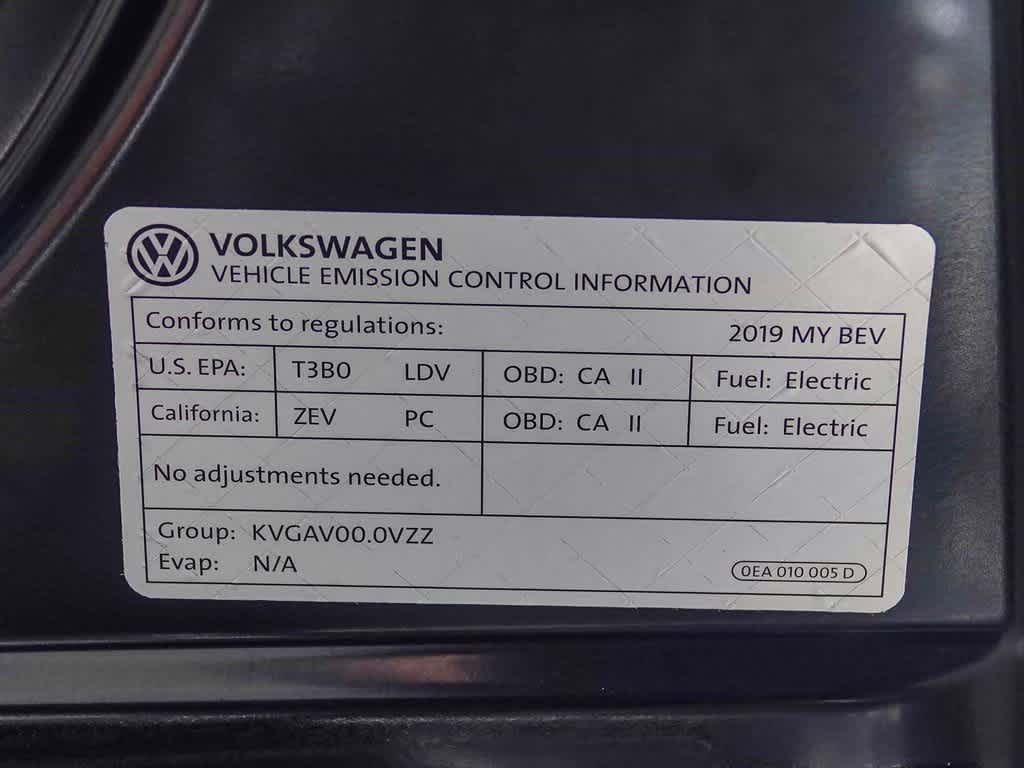 VOLKSWAGEN
VEHICLE EMISSION CONTROL INFORMATION
Conforms to regulations: 2019 MY BEV
U.S. EPA: T3B0 LDV OBD: CA II Fuel: Electric
California: ZEV PC OBD: CA II Fuel: Electric
No adjustments needed.
Group: KVGAV00.0VZZ
Evap: N/A
0EA 010 005 D